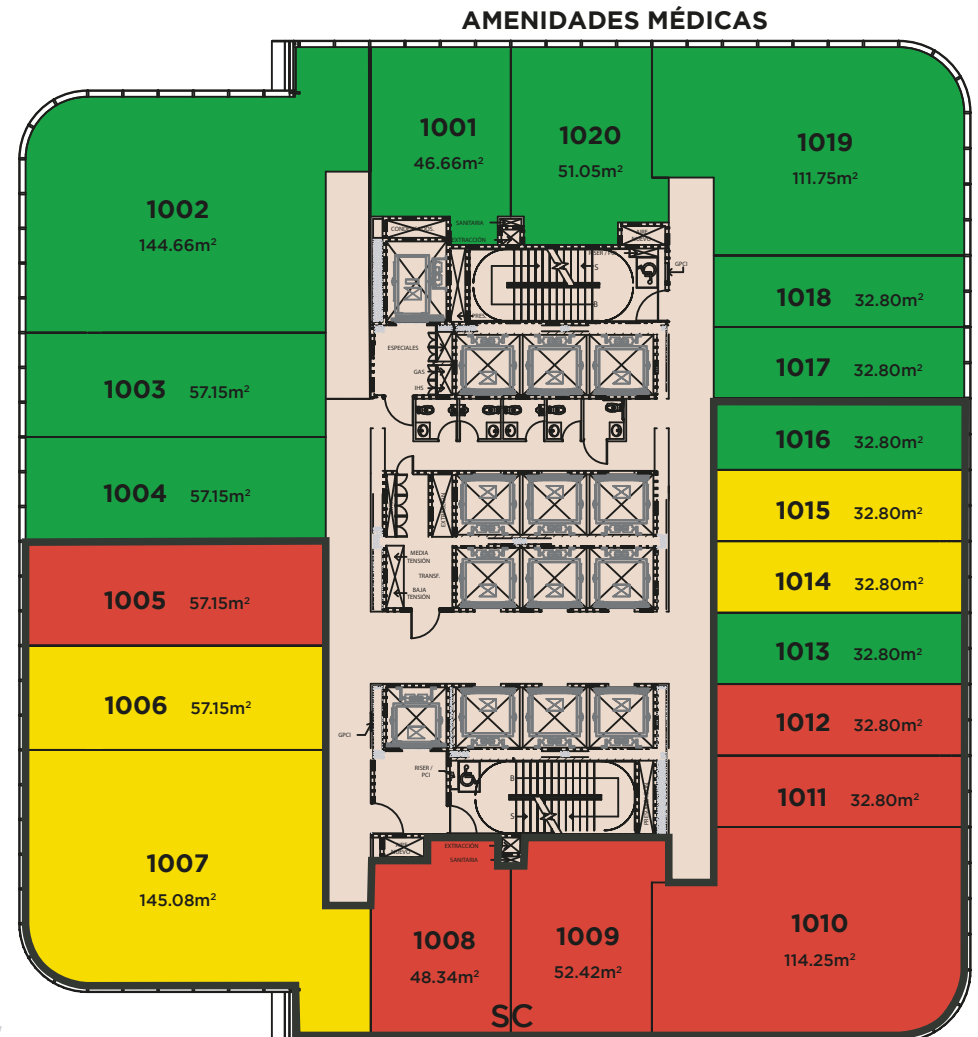 AMENIDADES MÉDICAS
1001
46.66m²
1020
51.05m²
1019
111.75m²
1002
144.66m²
SANITARIA
EXTRACCIÓN
GPCI
S
B
PRES.
1018 32.80m²
1017 32.80m²
ESPECIALES
GAS
IHS
1003 57.15m²
1016 32.80m²
1004 57.15m²
1015 32.80m²
EXTRACCIÓN
MEDIA
TENSIÓN
TRANSF.
BAJA
TENSIÓN
1014 32.80m²
1005 57.15m²
1013 32.80m²
1006 57.15m²
1012 32.80m²
GPCI
RISER /
PCI
B
S
1011 32.80m²
1007
145.08m²
EXTRACCIÓN
SANITARIA
1008
48.34m²
1009
52.42m²
1010
114.25m²
SC